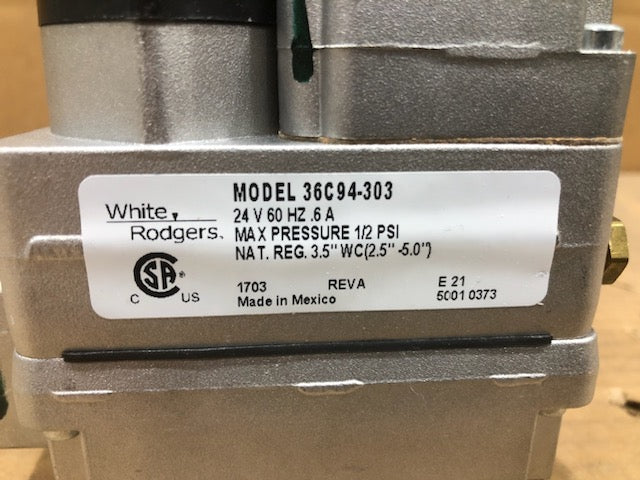 White
Rodgers
MODEL 36C94-303
24 V 60 HZ .6 A
MAX PRESSURE 1/2 PSI
NAT. REG. 3.5" WC(2.5" -5.0")
C SA US
1703 REVA E 21
Made in Mexico 5001 0373